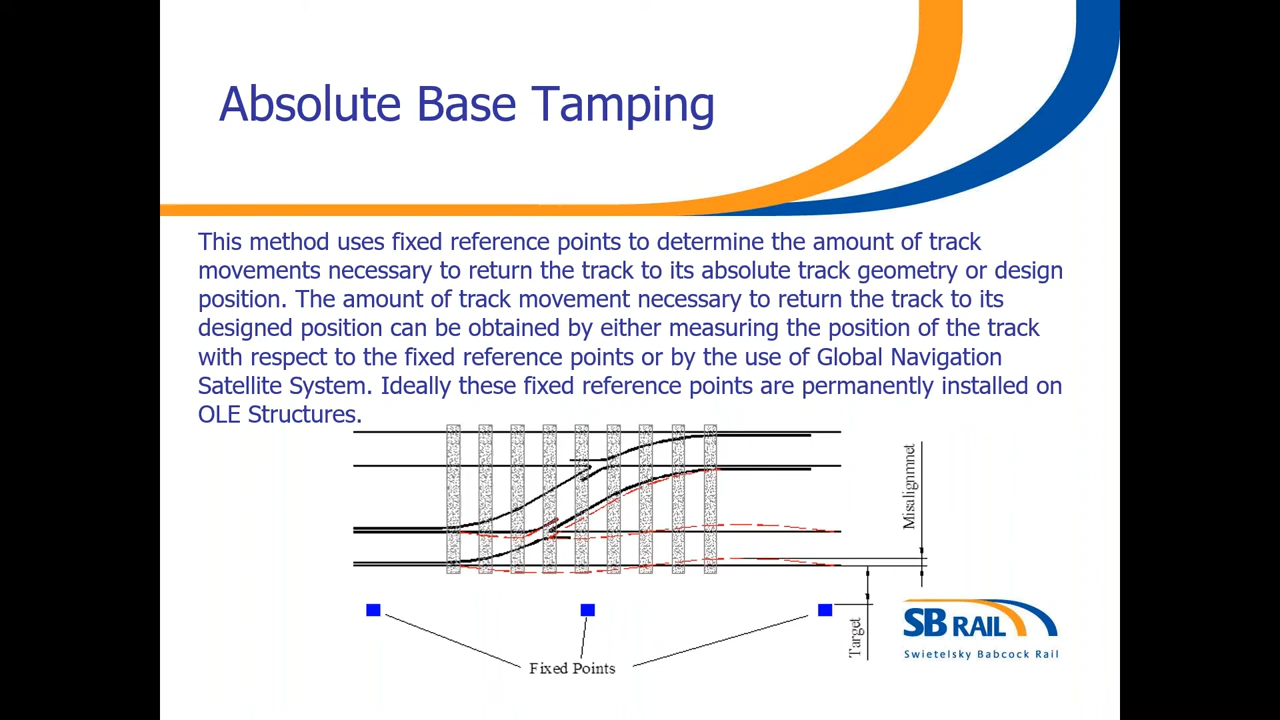 Absolute Base Tamping
This method uses fixed reference points to determine the amount of track
movements necessary to return the track to its absolute track geometry or design
position. The amount of track movement necessary to return the track to its
designed position can be obtained by either measuring the position of the track
with respect to the fixed reference points or by the use of Global Navigation
Satellite System. Ideally these fixed reference points are permanently installed on
OLE Structures.
Misalignmnet
Target
Fixed Points
SB RAIL
Swietelsky Babcock Rail